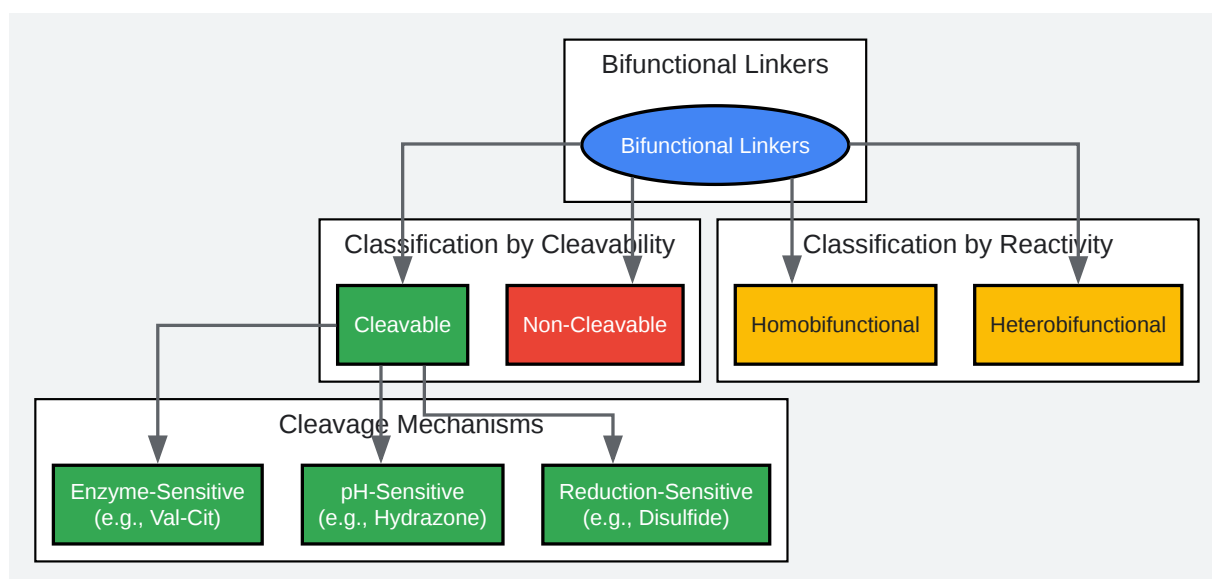 Bifunctional Linkers
Bifunctional Linkers
Classification by Cleavability
Classification by Reactivity
Cleavable
Non-Cleavable
Homobifunctional
Heterobifunctional
Cleavage Mechanisms
Enzyme-Sensitive
(e.g., Val-Cit)
pH-Sensitive
(e.g., Hydrazone)
Reduction-Sensitive
(e.g., Disulfide)